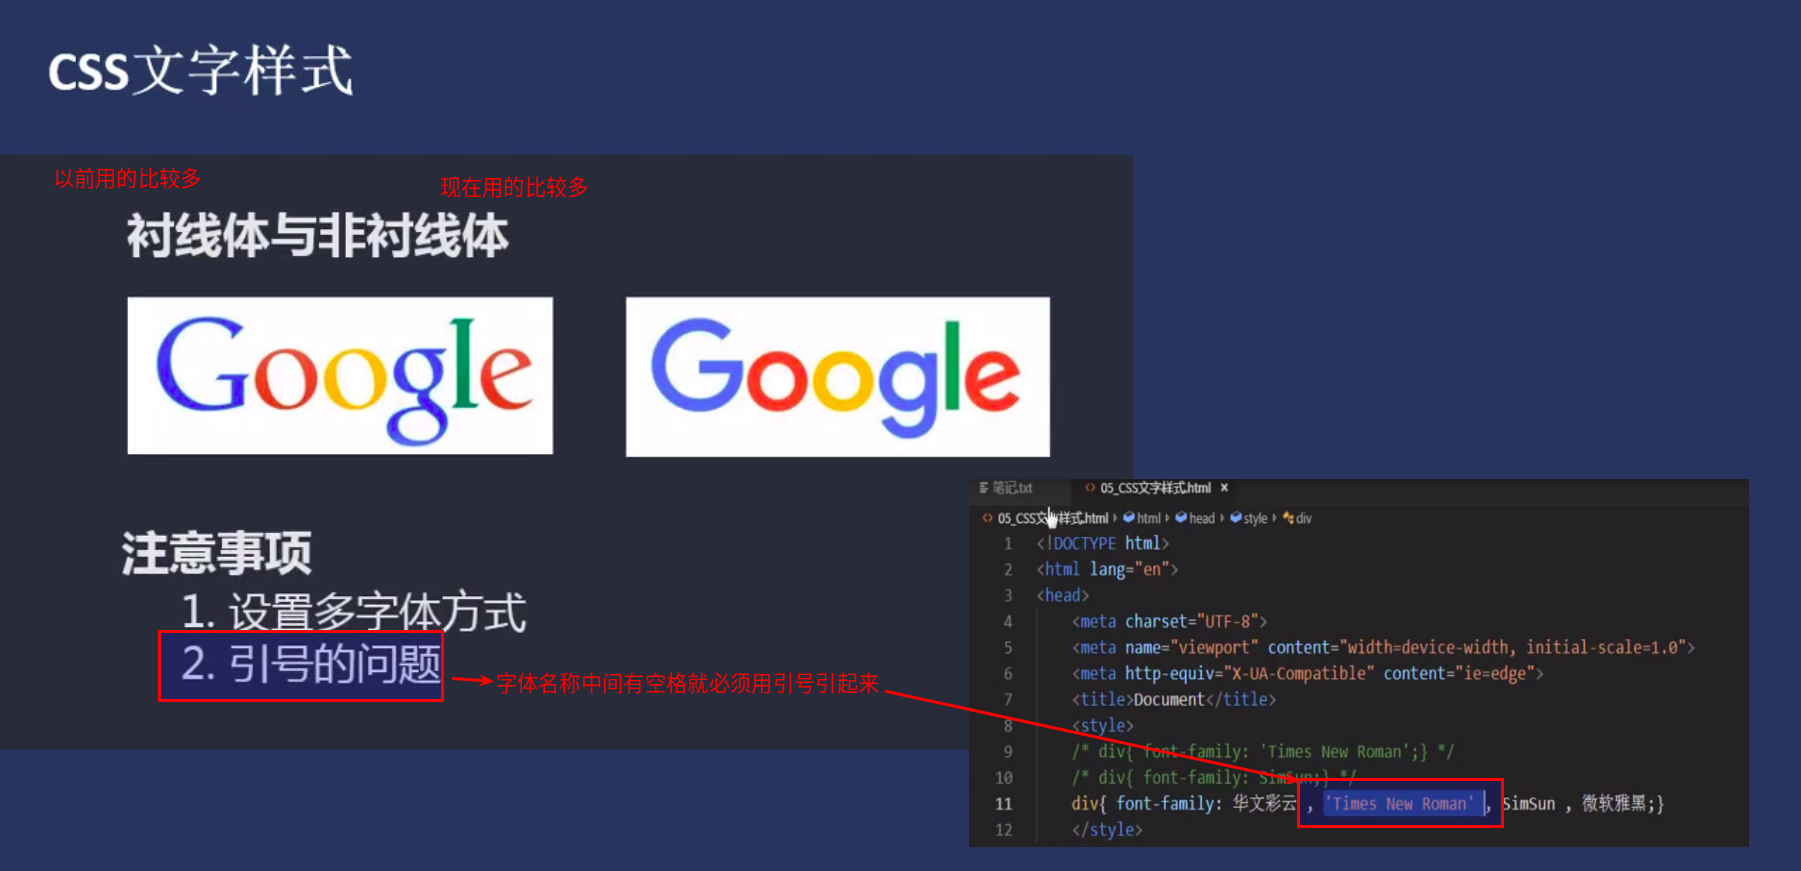 CSS文字样式
以前用的比较多
现在用的比较多
衬线体与非衬线体
Google
Google
注意事项
1. 设置多字体方式
2. 引号的问题
字体名称中间有空格就必须用引号引起来
笔记.txt
<> 05_CSS文字样式.html ×
<> 05_CSS文字样式.html › html › head › style › div
1 <!DOCTYPE html>
2 <html lang="en">
3 <head>
4 <meta charset="UTF-8">
5 <meta name="viewport" content="width=device-width, initial-scale=1.0">
6 <meta http-equiv="X-UA-Compatible" content="ie=edge">
7 <title>Document</title>
8 <style>
9 /* div{ font-family: 'Times New Roman';} */
10 /* div{ font-family: SimSun;} */
11 div{ font-family: 华文彩云 , 'Times New Roman' , SimSun , 微软雅黑;}
12 </style>